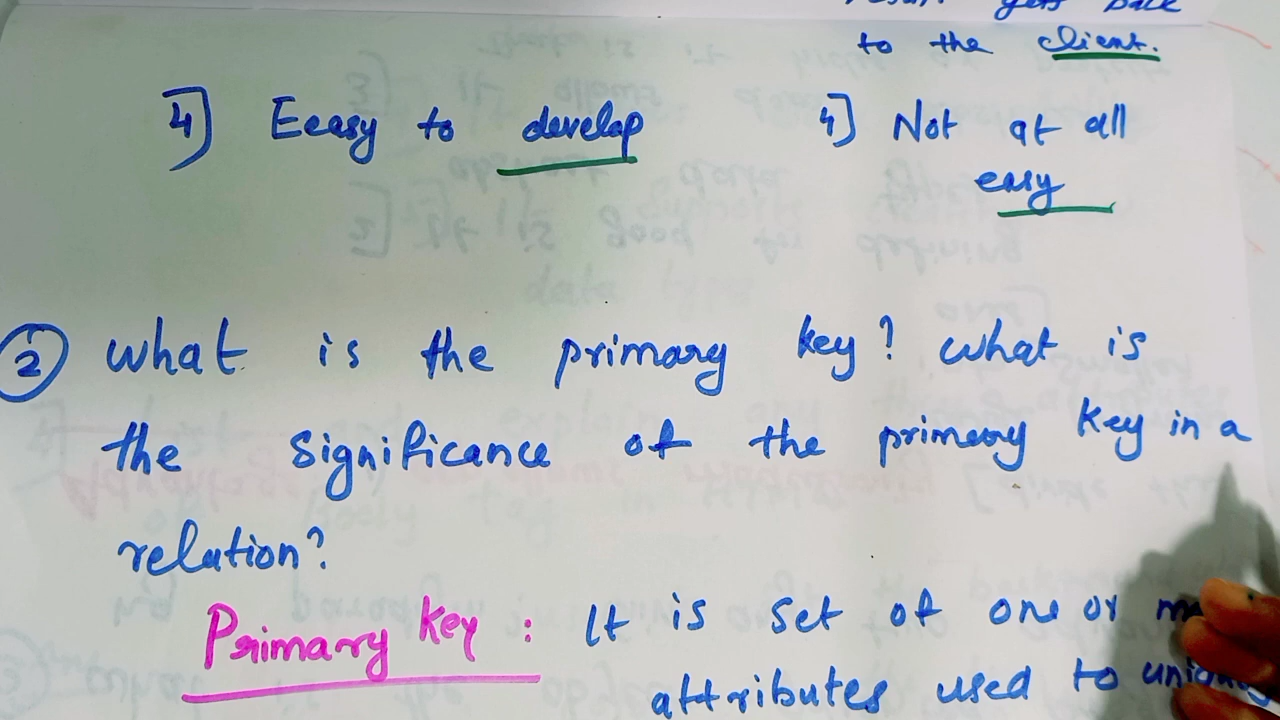 to the client.
4] Eeasy to develop
4] Not at all
easy
2 what is the primary key? what is
the significance of the primary key in a
relation?
Primary key : It is set of one or
attributes used to